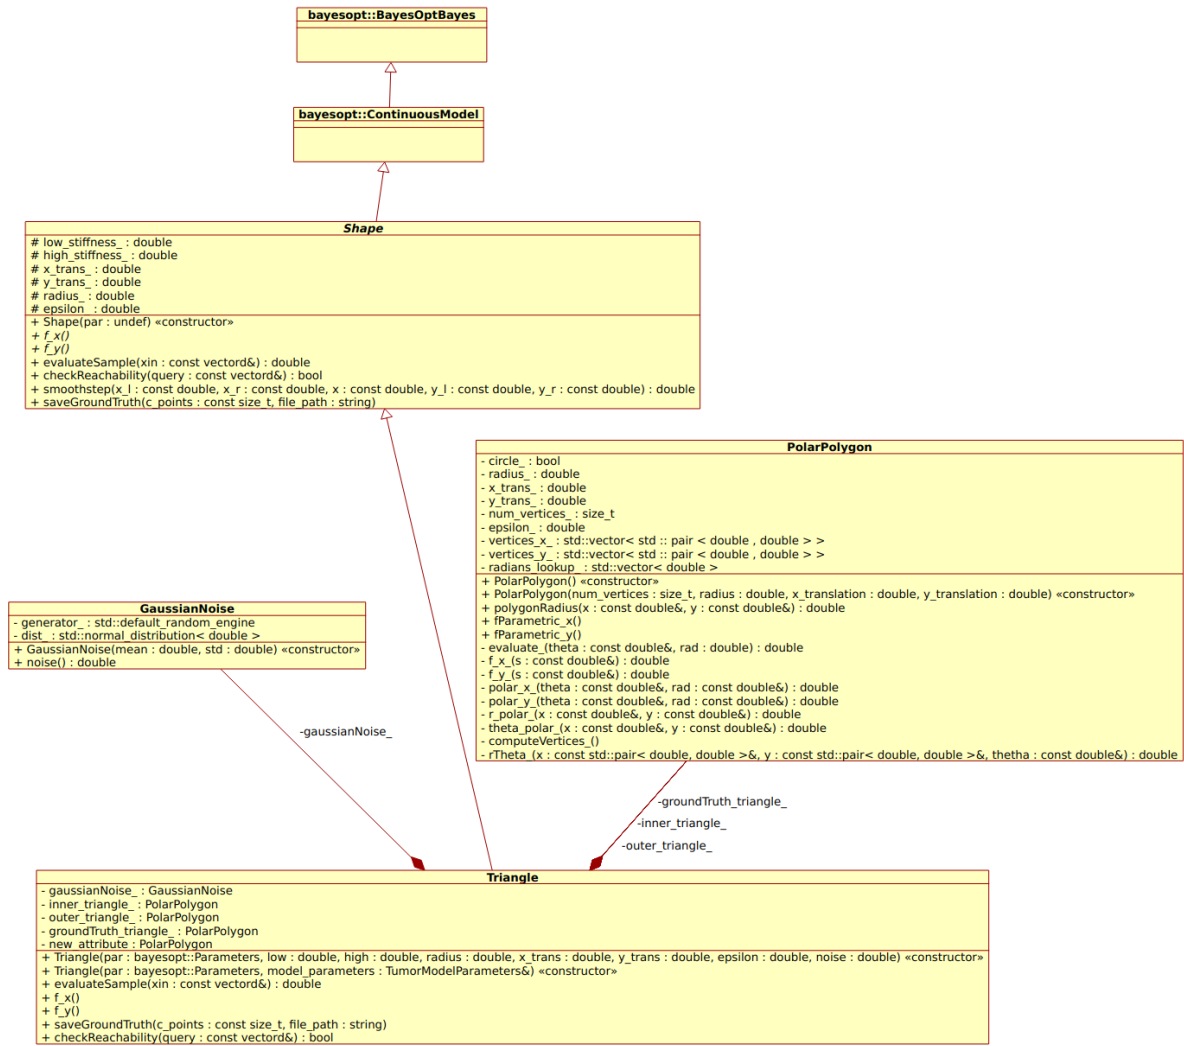 bayesopt::BayesOptBayes
bayesopt::ContinuousModel
Shape
# low_stiffness_ : double
# high_stiffness_ : double
# x_trans_ : double
# y_trans_ : double
# radius_ : double
# epsilon_ : double
+ Shape(par : undef) «constructor»
+ f_x()
+ f_y()
+ evaluateSample(xin : const vectord&) : double
+ checkReachability(query : const vectord&) : bool
+ smoothstep(x_l : const double, x_r : const double, x : const double, y_l : const double, y_r : const double) : double
+ saveGroundTruth(c_points : const size_t, file_path : string)
PolarPolygon
- circle_ : bool
- radius_ : double
- x_trans_ : double
- y_trans_ : double
- num_vertices_ : size_t
- epsilon_ : double
- vertices_x_ : std::vector< std :: pair < double , double > >
- vertices_y_ : std::vector< std :: pair < double , double > >
- radians_lookup_ : std::vector< double >
+ PolarPolygon() «constructor»
+ PolarPolygon(num_vertices : size_t, radius : double, x_translation : double, y_translation : double) «constructor»
+ polygonRadius(x : const double&, y : const double&) : double
+ fParametric_x()
+ fParametric_y()
- evaluate_(theta : const double&, rad : double) : double
- f_x_(s : const double&) : double
- f_y_(s : const double&) : double
- polar_x_(theta : const double&, rad : const double&) : double
- polar_y_(theta : const double&, rad : const double&) : double
- r_polar_(x : const double&, y : const double&) : double
- theta_polar_(x : const double&, y : const double&) : double
- computeVertices_()
- rTheta_(x : const std::pair< double, double >&, y : const std::pair< double, double >&, thetha : const double&) : double
GaussianNoise
- generator_ : std::default_random_engine
- dist_ : std::normal_distribution< double >
+ GaussianNoise(mean : double, std : double) «constructor»
+ noise() : double
-gaussianNoise_
-groundTruth_triangle_
-inner_triangle_
-outer_triangle_
Triangle
- gaussianNoise_ : GaussianNoise
- inner_triangle_ : PolarPolygon
- outer_triangle_ : PolarPolygon
- groundTruth_triangle_ : PolarPolygon
- new_attribute : PolarPolygon
+ Triangle(par : bayesopt::Parameters, low : double, high : double, radius : double, x_trans : double, y_trans : double, epsilon : double, noise : double) «constructor»
+ Triangle(par : bayesopt::Parameters, model_parameters : TumorModelParameters&) «constructor»
+ evaluateSample(xin : const vectord&) : double
+ f_x()
+ f_y()
+ saveGroundTruth(c_points : const size_t, file_path : string)
+ checkReachability(query : const vectord&) : bool